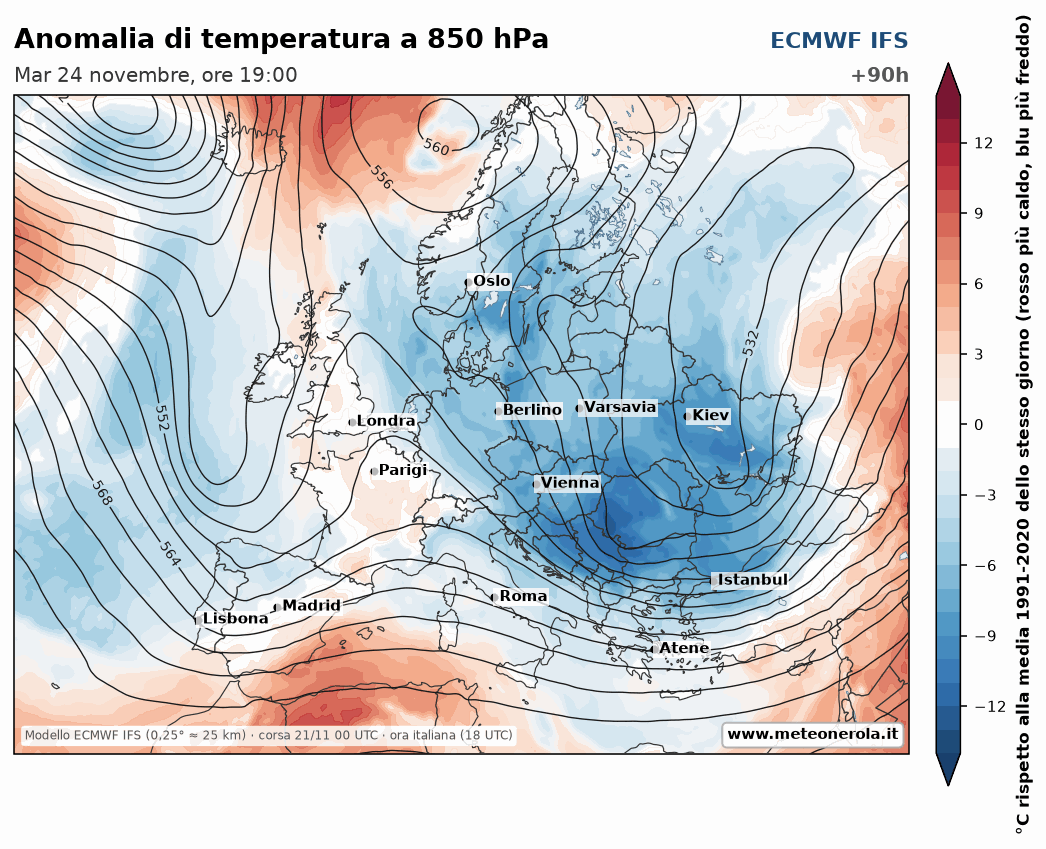 Anomalia di temperatura a 850 hPa
ECMWF IFS
Mar 24 novembre, ore 19:00
+90h
560
556
532
552
568
564
Oslo
Berlino
Varsavia
Kiev
Londra
Parigi
Vienna
Istanbul
Roma
Madrid
Lisbona
Atene
Modello ECMWF IFS (0,25° ≈ 25 km) · corsa 21/11 00 UTC · ora italiana (18 UTC)
www.meteonerola.it
12
9
6
3
0
−3
−6
−9
−12
°C rispetto alla media 1991-2020 dello stesso giorno (rosso più caldo, blu più freddo)